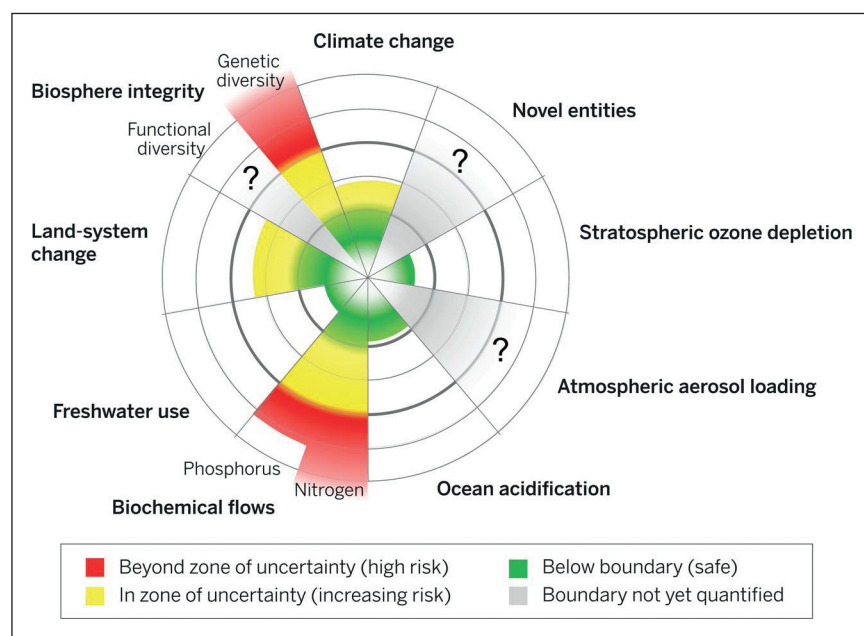 Climate change
Genetic
diversity
Biosphere integrity
Novel entities
Functional
diversity
?
?
Land-system
change
Stratospheric ozone depletion
?
Atmospheric aerosol loading
Freshwater use
Phosphorus
Nitrogen
Ocean acidification
Biochemical flows
Beyond zone of uncertainty (high risk)
In zone of uncertainty (increasing risk)
Below boundary (safe)
Boundary not yet quantified